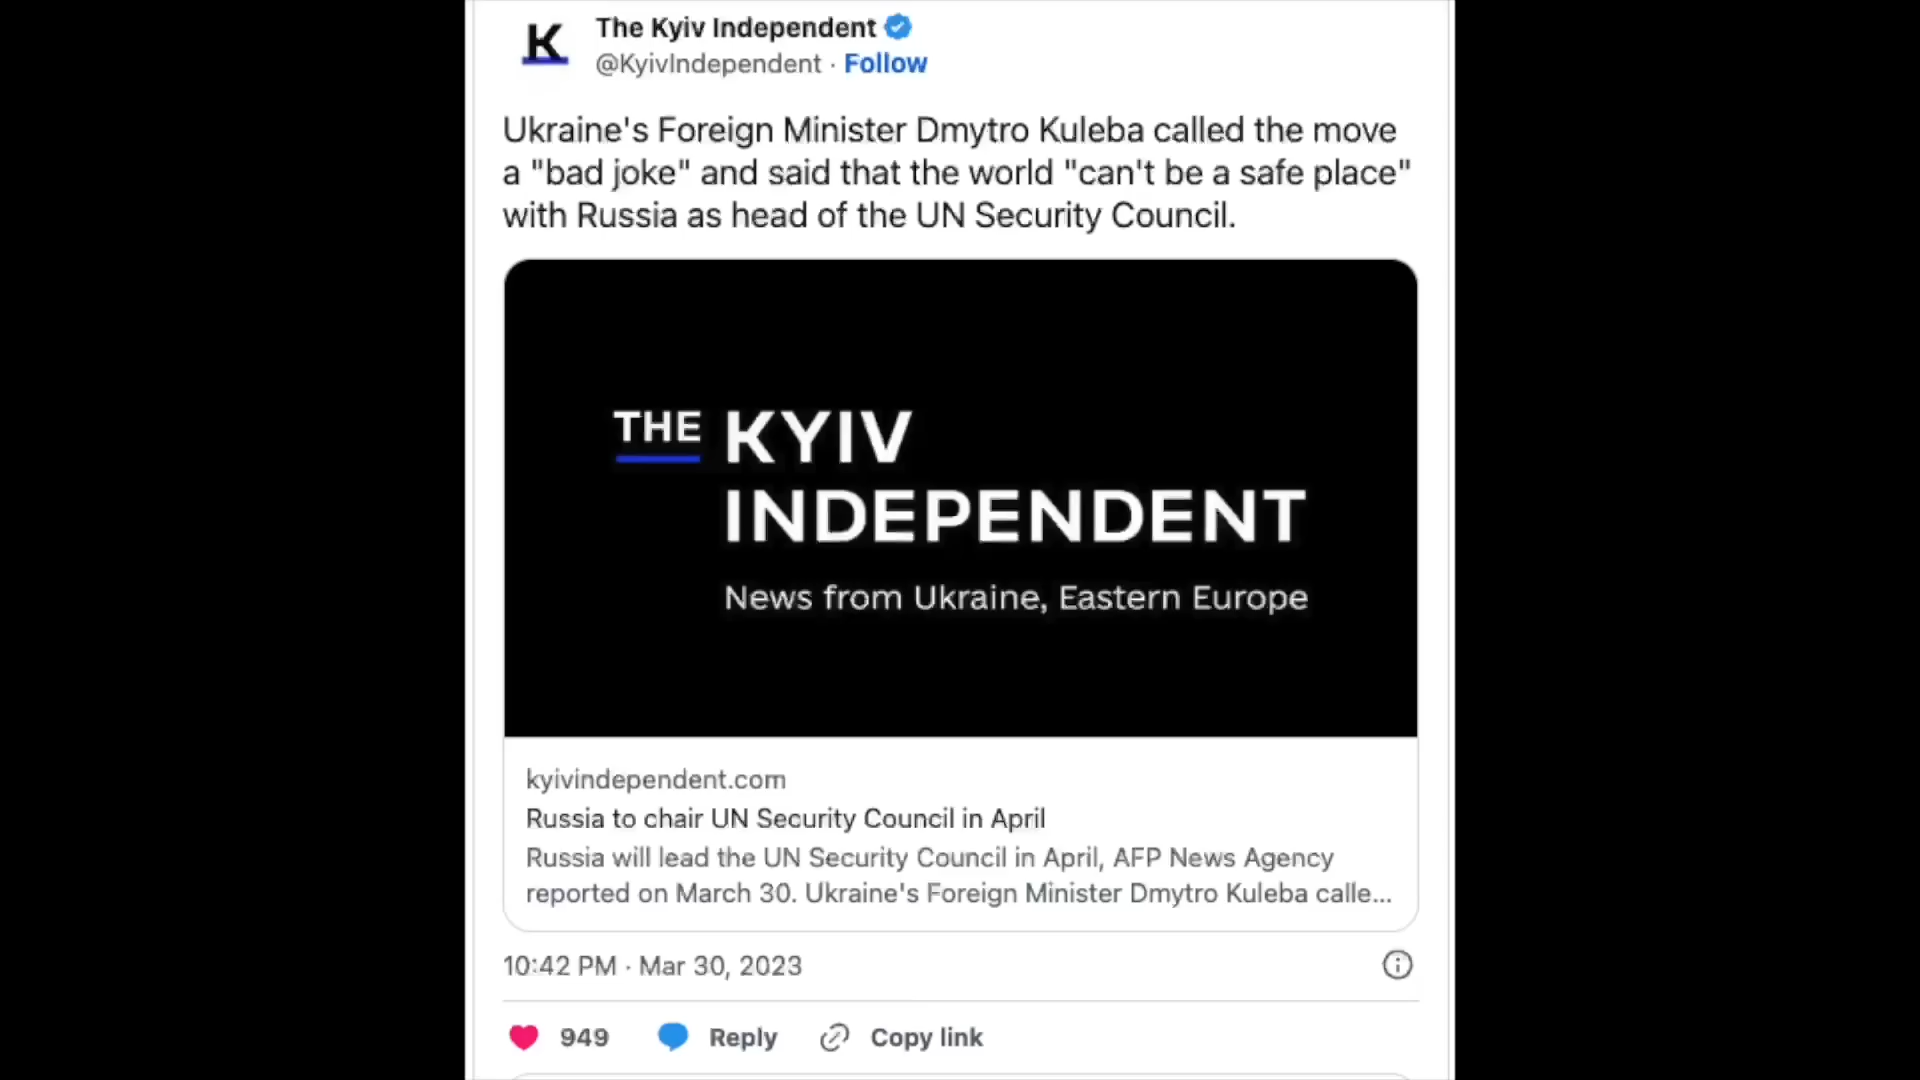 The Kyiv Independent
@KyivIndependent · Follow
Ukraine's Foreign Minister Dmytro Kuleba called the move
a "bad joke" and said that the world "can't be a safe place"
with Russia as head of the UN Security Council.
THE KYIV
INDEPENDENT
News from Ukraine, Eastern Europe
kyivindependent.com
Russia to chair UN Security Council in April
Russia will lead the UN Security Council in April, AFP News Agency
reported on March 30. Ukraine's Foreign Minister Dmytro Kuleba calle...
10:42 PM · Mar 30, 2023
949 Reply Copy link